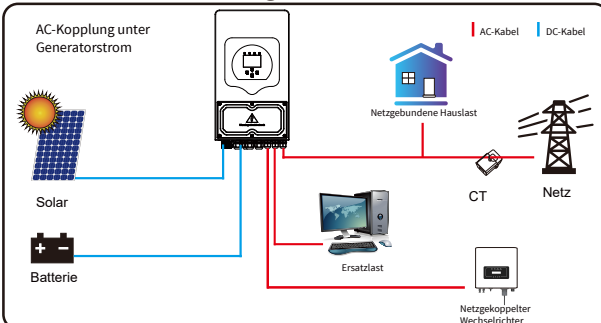 AC-Kopplung unter
Generatorstrom
AC-Kabel
DC-Kabel
Netzgebundene Hauslast
Solar
CT
Netz
Batterie
Ersatzlast
Netzgekoppelter
Wechselrichter